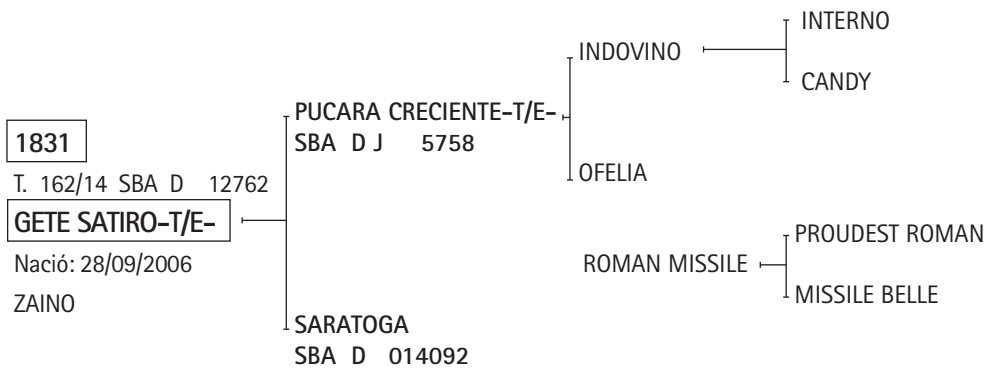 1831
T. 162/14 SBA D 12762
GETE SATIRO-T/E-
Nació: 28/09/2006
ZAINO
PUCARA CRECIENTE-T/E-
SBA D J 5758
SARATOGA
SBA D 014092
INDOVINO
OFELIA
ROMAN MISSILE
INTERNO
CANDY
PROUDEST ROMAN
MISSILE BELLE